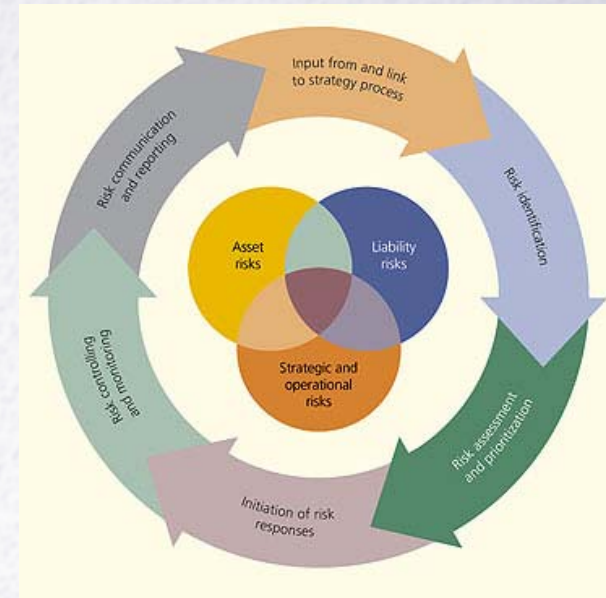 Input from and link
to strategy process
Risk identification
Risk assessment
and prioritization
Initiation of risk
responses
Risk controlling
and monitoring
Risk communication
and reporting
Asset
risks
Liability
risks
Strategic and
operational
risks